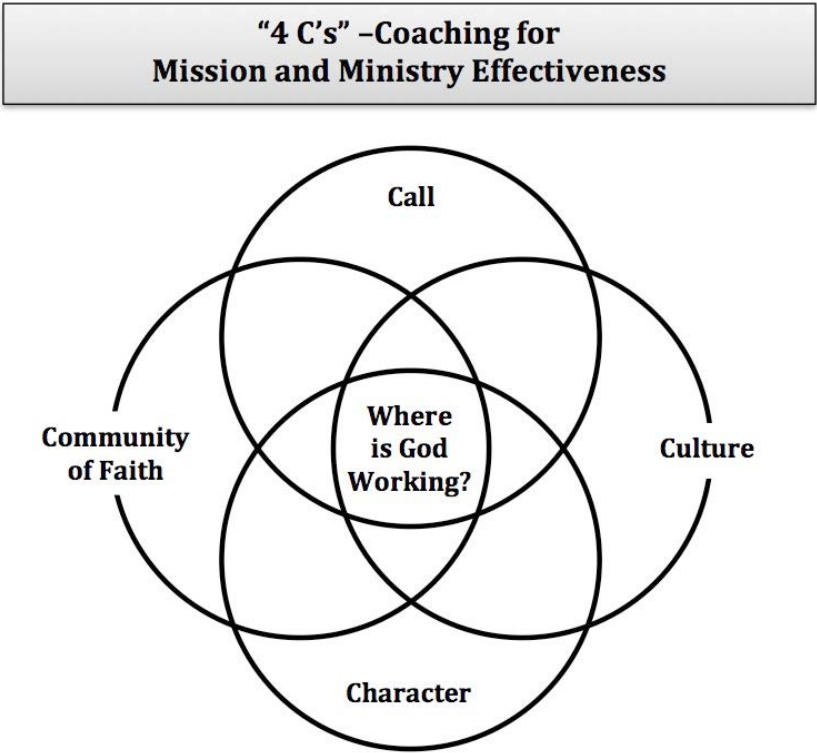 “4 C’s” –Coaching for
Mission and Ministry Effectiveness
Call
Community
of Faith
Where
is God
Working?
Culture
Character